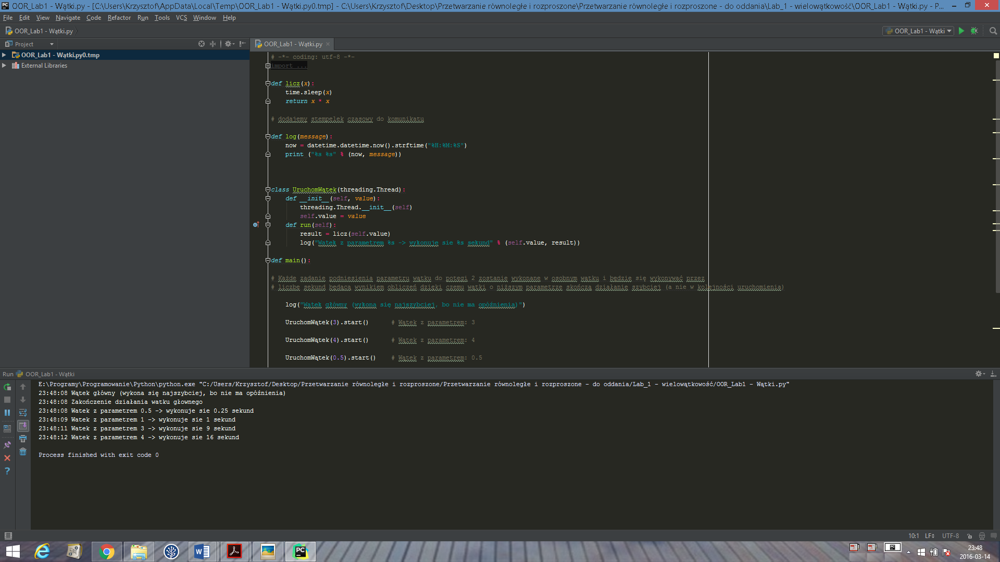 OOR_Lab1 - Wątki.py - [C:\Users\Krzysztof\AppData\Local\Temp\OOR_Lab1 - Wątki.py0.tmp] - C:\Users\Krzysztof\Desktop\Przetwarzanie równoległe i rozproszone\Przetwarzanie równoległe i rozproszone - do oddania\Lab_1 - wielowątkowość\OOR_Lab1 - Wątki.py - P...
File Edit View Navigate Code Refactor Run Tools VCS Window Help
OOR_Lab1 - Wątki.py
OOR_Lab1 - Wątki
Project
OOR_Lab1 - Wątki.py
OOR_Lab1 - Wątki.py0.tmp
External Libraries
# -*- coding: utf-8 -*-
import ...
def licz(x):
time.sleep(x)
return x * x
# dodajemy stempelek czasowy do komunikatu
def log(message):
now = datetime.datetime.now().strftime("%H:%M:%S")
print ("%s %s" % (now, message))
class UruchomWątek(threading.Thread):
def __init__(self, value):
threading.Thread.__init__(self)
self.value = value
def run(self):
result = licz(self.value)
log("Watek z parametrem %s -> wykonuje sie %s sekund" % (self.value, result))
def main():
# Każde zadanie podniesienia parametru wątku do potęgi 2 zostanie wykonane w osobnym wątku i będzie się wykonywać przez
# liczbę sekund będącą wynikiem obliczeń dzięki czemu wątki o niższym parametrze skończą działanie szybciej (a nie w kolejności uruchomienia)
log("Wątek główny (wykona się najszybciej, bo nie ma opóźnienia)")
UruchomWątek(3).start() # Wątek z parametrem: 3
UruchomWątek(4).start() # Wątek z parametrem: 4
UruchomWątek(0.5).start() # Wątek z parametrem: 0.5
Run OOR_Lab1 - Wątki
E:\Programy\Programowanie\Python\python.exe "C:/Users/Krzysztof/Desktop/Przetwarzanie równoległe i rozproszone/Przetwarzanie równoległe i rozproszone - do oddania/Lab_1 - wielowątkowość/OOR_Lab1 - Wątki.py"
23:48:08 Wątek główny (wykona się najszybciej, bo nie ma opóźnienia)
23:48:08 Zakończenie działania watku głownego
23:48:08 Watek z parametrem 0.5 -> wykonuje sie 0.25 sekund
23:48:09 Watek z parametrem 1 -> wykonuje sie 1 sekund
23:48:11 Watek z parametrem 3 -> wykonuje sie 9 sekund
23:48:12 Watek z parametrem 4 -> wykonuje sie 16 sekund
Process finished with exit code 0
10:1 LF UTF-8
23:48
2016-03-14